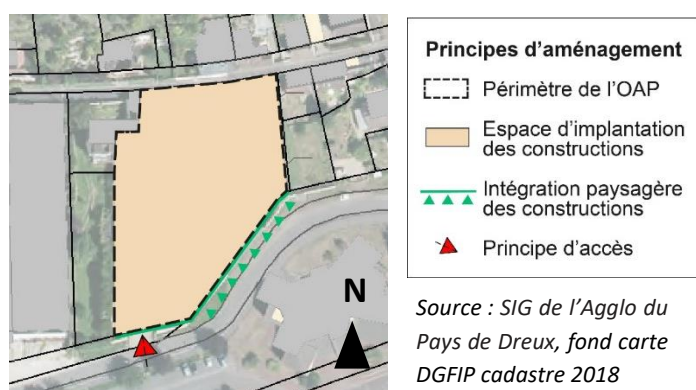 N
Principes d'aménagement
Périmètre de l'OAP
Espace d'implantation
des constructions
Intégration paysagère
des constructions
Principe d'accès
Source : SIG de l'Agglo du
Pays de Dreux, fond carte
DGFIP cadastre 2018